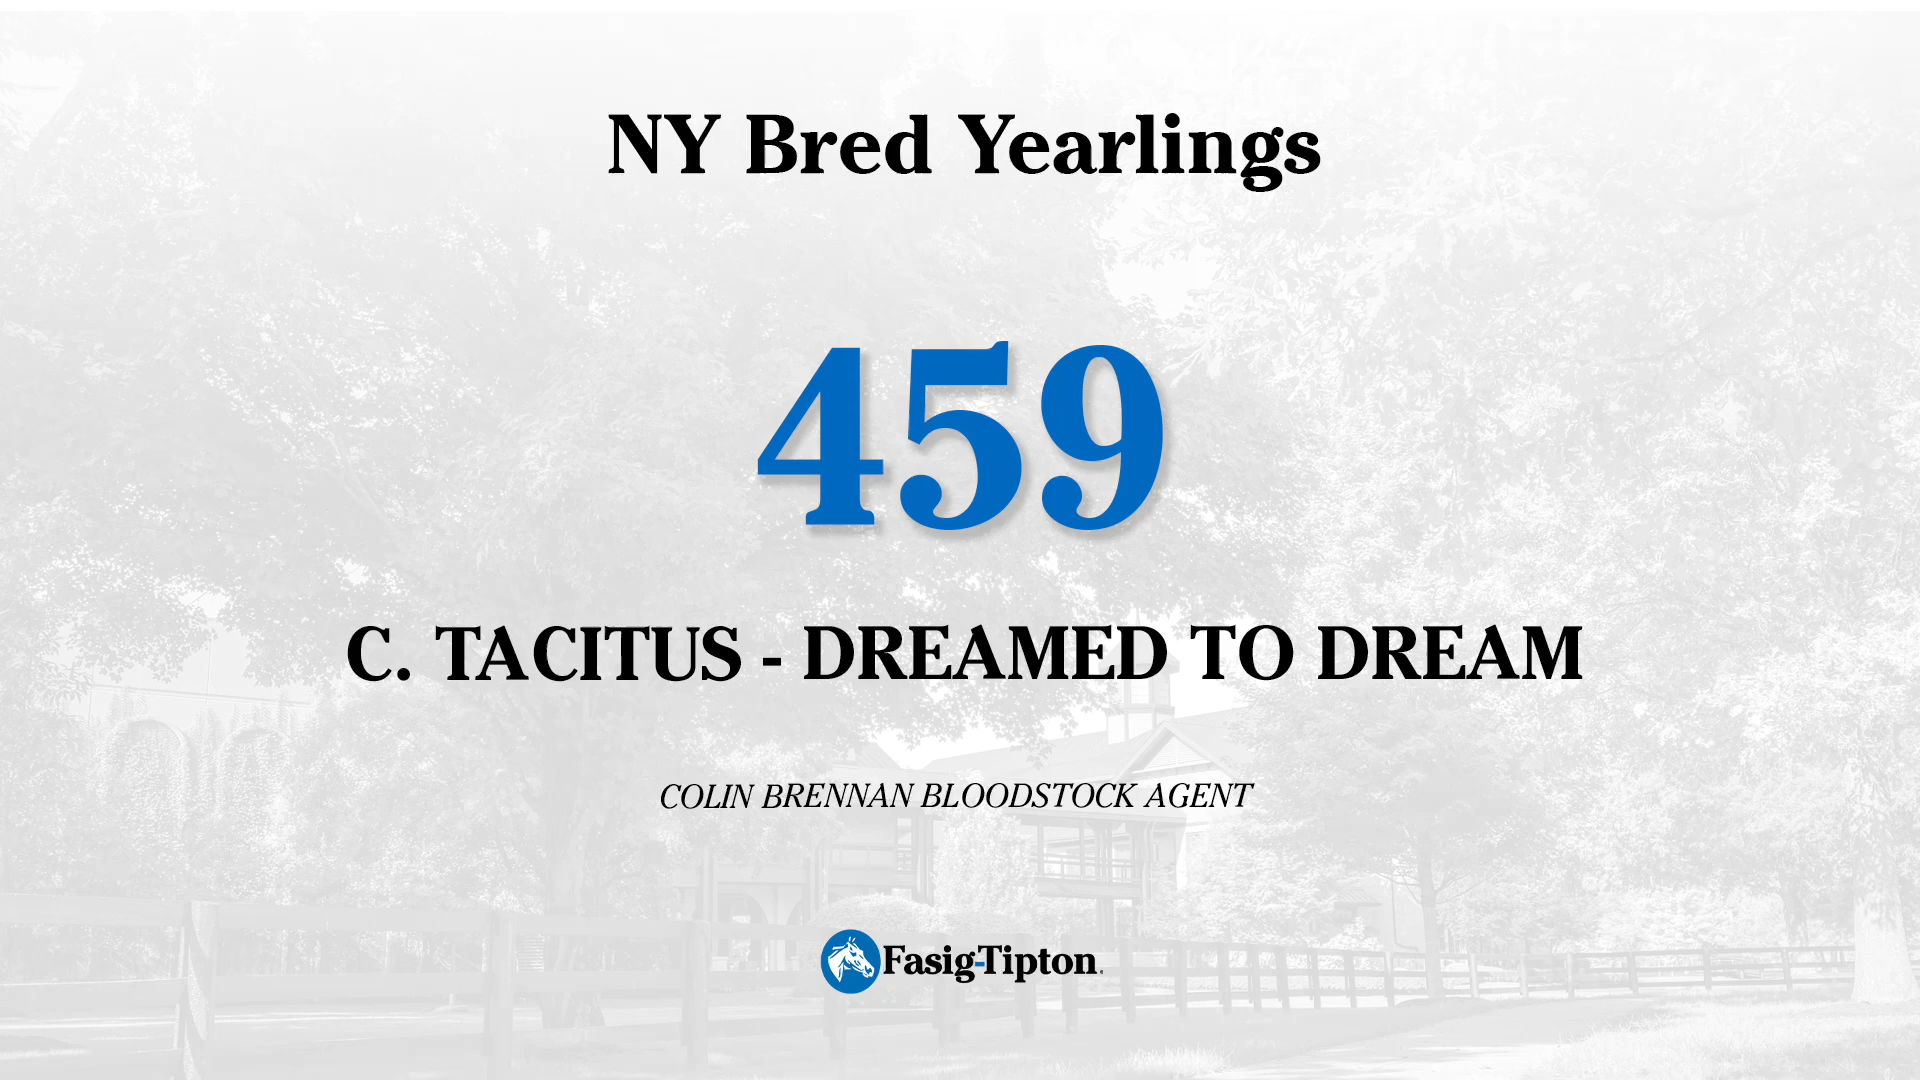 NY Bred Yearlings
459
C. TACITUS - DREAMED TO DREAM
COLIN BRENNAN BLOODSTOCK AGENT
Fasig-Tipton.